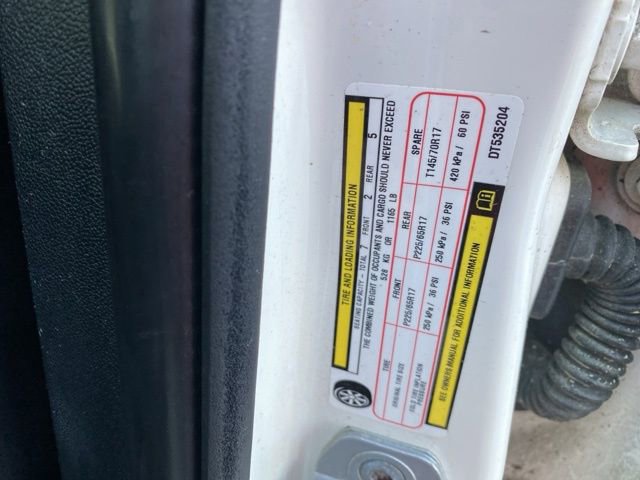 TIRE AND LOADING INFORMATION
SEATING CAPACITY - TOTAL 7 FRONT 2 REAR 5
THE COMBINED WEIGHT OF OCCUPANTS AND CARGO SHOULD NEVER EXCEED
528 KG OR 1165 LB
TIRE FRONT REAR SPARE
ORIGINAL TIRE SIZE P225/65R17 P225/65R17 T145/70R17
COLD TIRE INFLATION PRESSURE 250 kPa / 36 PSI 250 kPa / 36 PSI 420 kPa / 60 PSI
SEE OWNERS MANUAL FOR ADDITIONAL INFORMATION
DT535204